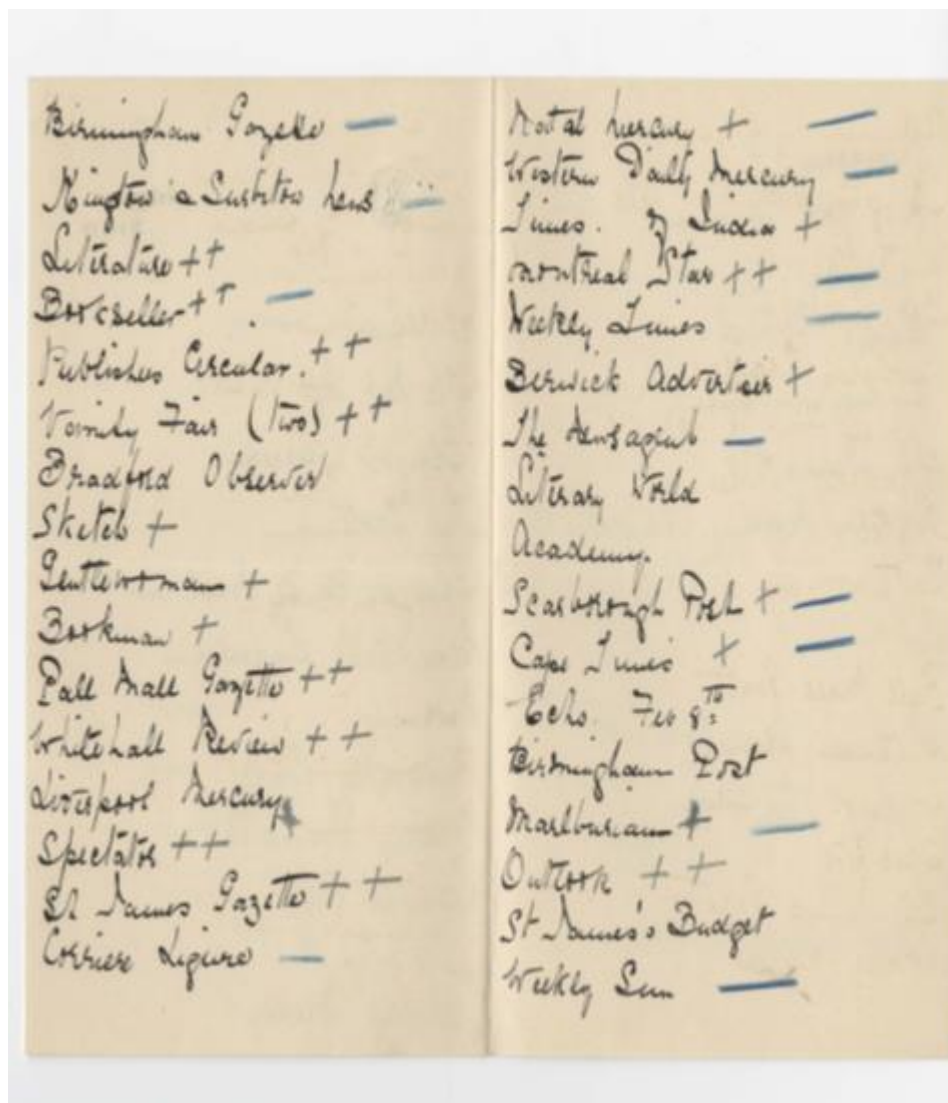 Birmingham Gazette —
Kingston & Surbiton News —
Literature ++
Bookseller ++ —
Publishers Circular. ++
Vanity Fair (two) ++
Bradford Observer
Sketch +
Gentlewoman +
Bookman +
Pall Mall Gazette ++
Whitehall Review ++
Liverpool Mercury
Spectator ++
St James Gazette ++
Corriere Ligure —
Natal Mercury + —
Western Daily Mercury —
Times. of India +
Montreal Star ++ —
Weekly Times —
Berwick Advertiser +
The Newsagent —
Literary World
Academy.
Scarborough Post + —
Cape Times + —
Echo. Feb 8th
Birmingham Post
Marlburian + —
Outlook ++
St James's Budget
Weekly Sun —